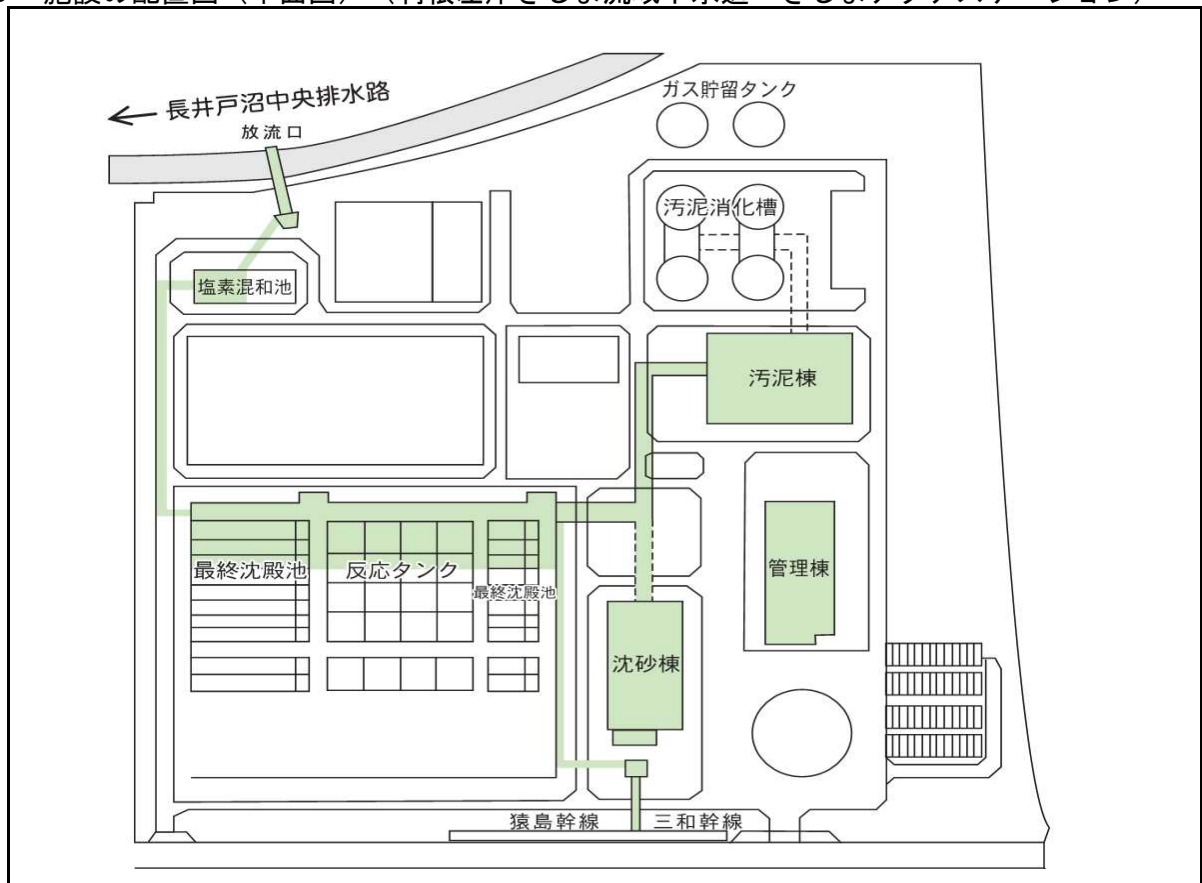 ガス貯留タンク
長井戸沼中央排水路
放流口
汚泥消化槽
塩素混和池
汚泥棟
最終沈殿池
反応タンク
最終沈殿池
管理棟
沈砂棟
猿島幹線
三和幹線